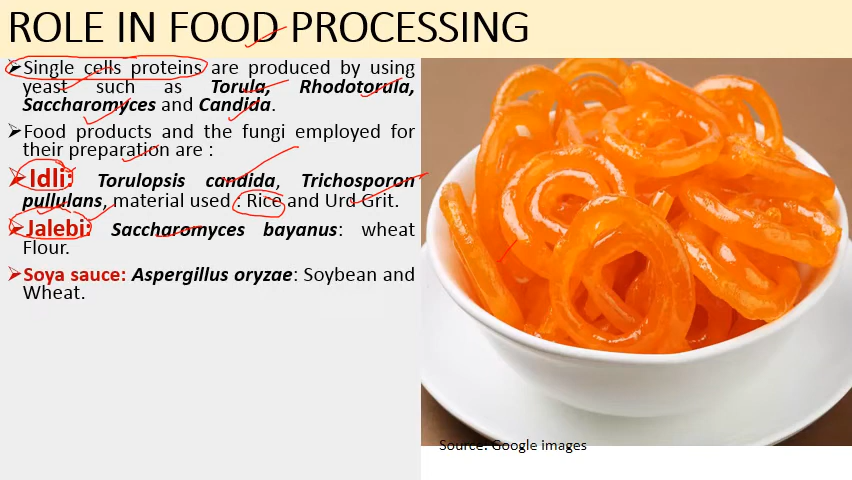 ROLE IN FOOD PROCESSING
➤Single cells proteins are produced by using
yeast such as Torula, Rhodotorula,
Saccharomyces and Candida.
➤Food products and the fungi employed for
their preparation are :
➤Idli: Torulopsis candida, Trichosporon
pullulans, material used : Rice and Urd Grit.
➤Jalebi: Saccharomyces bayanus: wheat
Flour.
➤Soya sauce: Aspergillus oryzae: Soybean and
Wheat.
Source: Google images